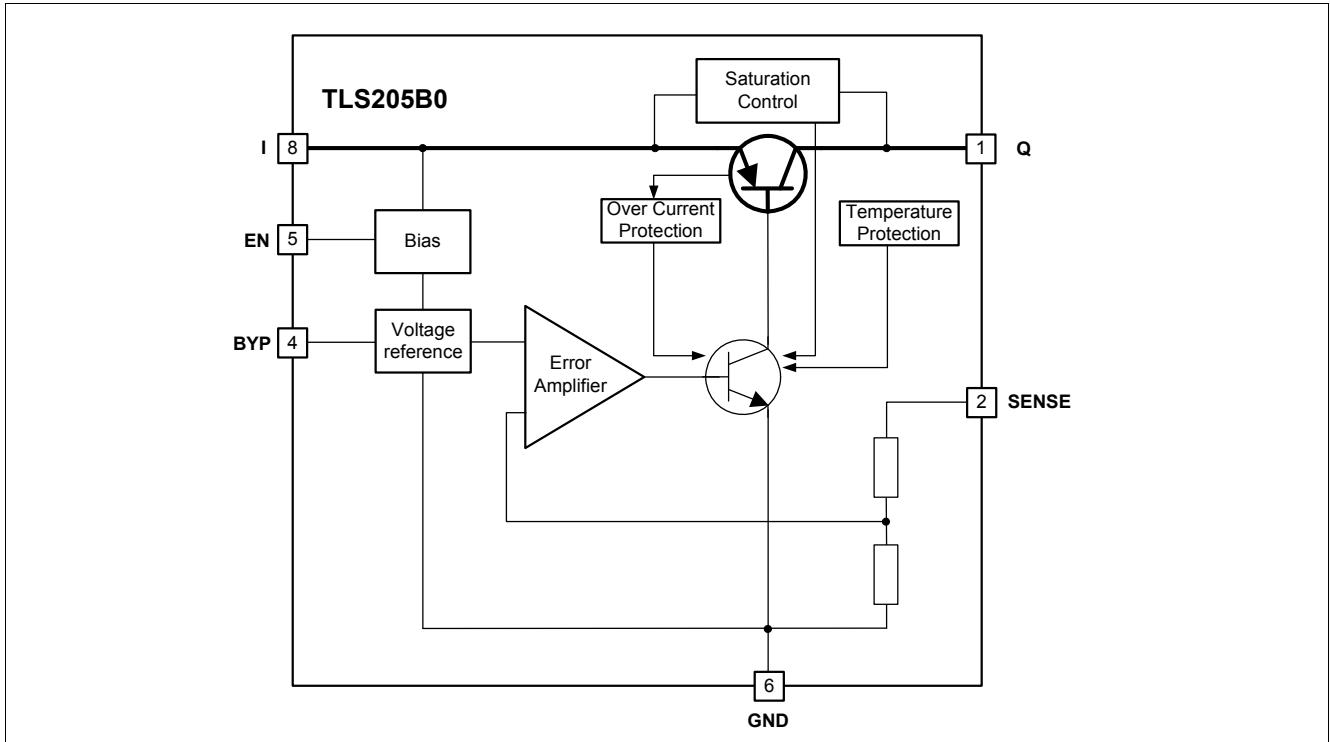 TLS205B0
Saturation
Control
I
8
1
Q
Over Current
Protection
Temperature
Protection
EN
5
Bias
BYP
4
Voltage
reference
Error
Amplifier
2
SENSE
6
GND